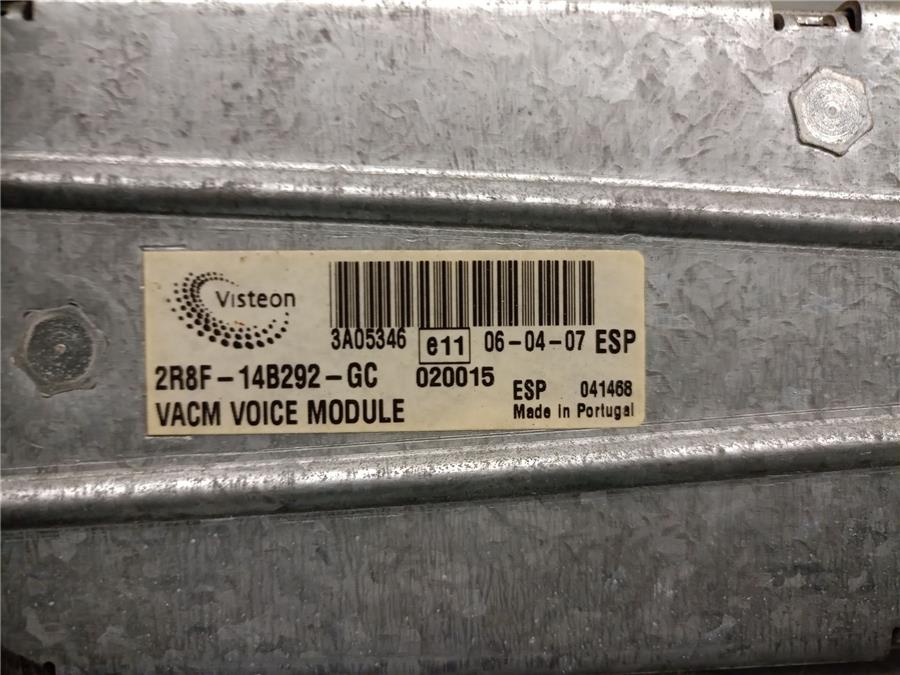 Visteon
3A05346 e11 06-04-07 ESP
2R8F-14B292-GC 020015 ESP 041468
VACM VOICE MODULE Made in Portugal